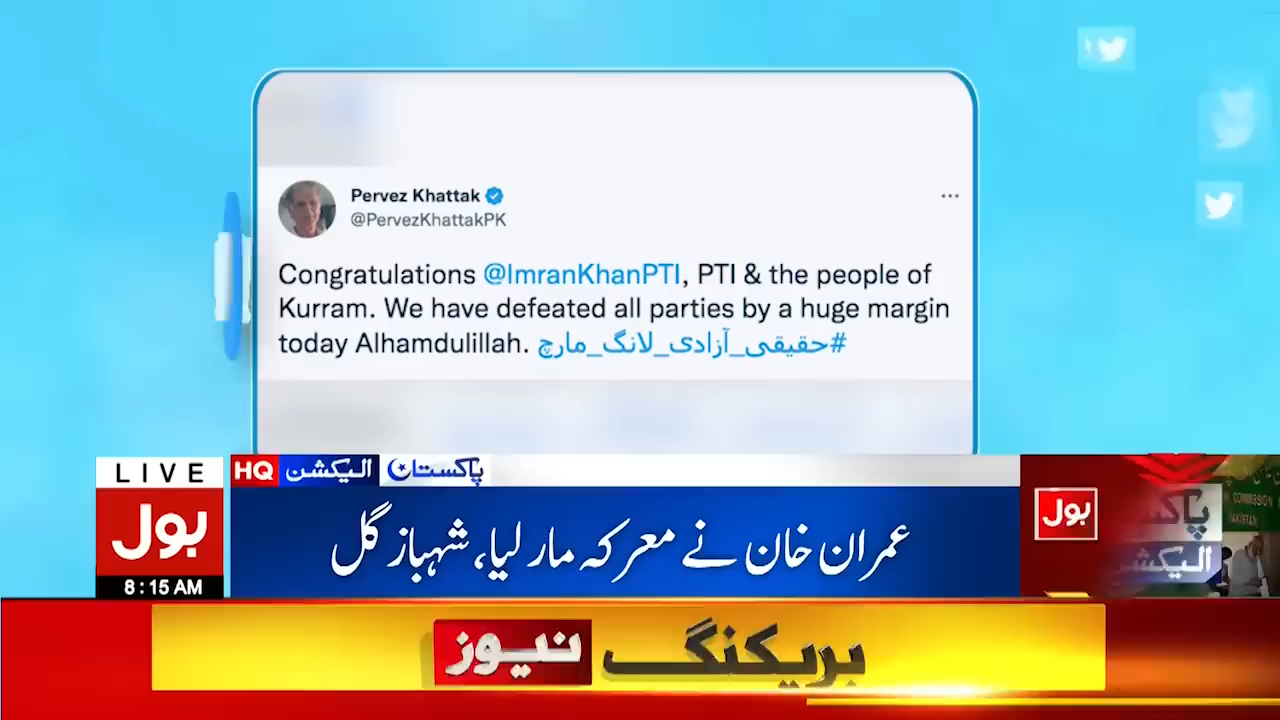 Pervez Khattak
@PervezKhattakPK
Congratulations @ImranKhanPTI, PTI & the people of
Kurram. We have defeated all parties by a huge margin
today Alhamdulillah. #حقیقی_آزادی_لانگ_مارچ
LIVE
HQ الیکشن پاکستان
بول
عمران خان نے معرکہ مار لیا، شہباز گل
بول
COMMISSION
الیکشن
8:15 AM
بریکنگ نیوز